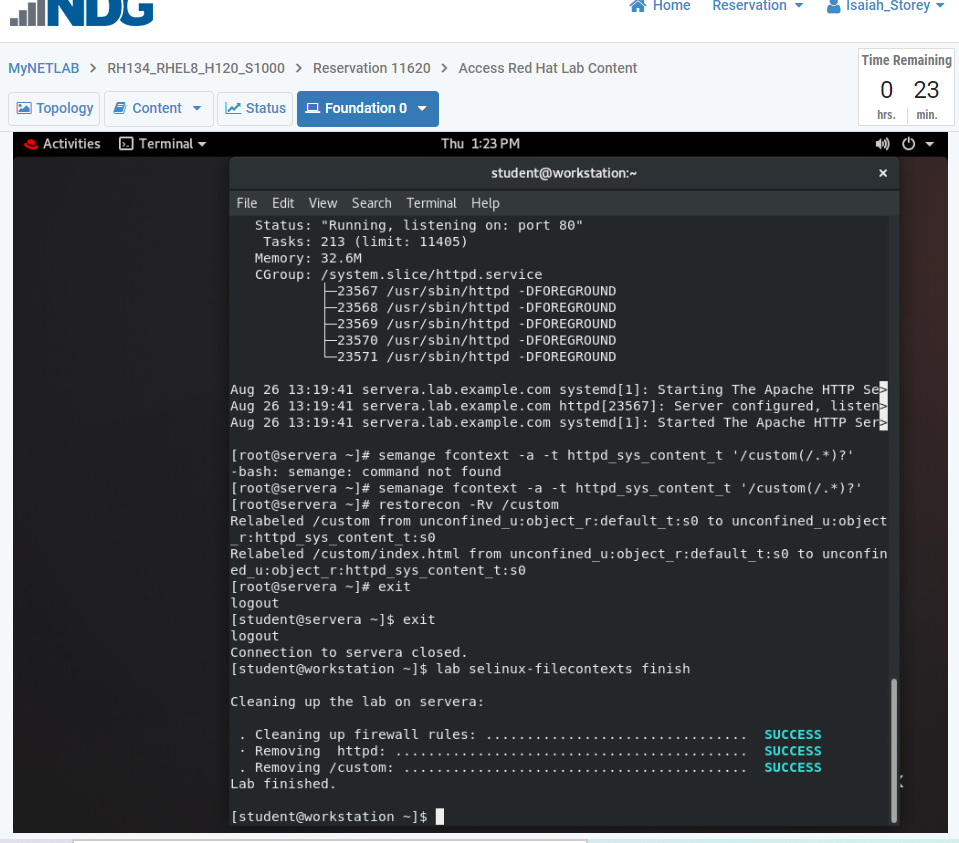 NDG
Home Reservation Isaiah_Storey
MyNETLAB > RH134_RHEL8_H120_S1000 > Reservation 11620 > Access Red Hat Lab Content
Time Remaining
0 23
hrs. min.
Topology Content Status Foundation 0
Activities Terminal Thu 1:23 PM
student@workstation:~ ×
File Edit View Search Terminal Help
Status: "Running, listening on: port 80"
Tasks: 213 (limit: 11405)
Memory: 32.6M
CGroup: /system.slice/httpd.service
├─23567 /usr/sbin/httpd -DFOREGROUND
├─23568 /usr/sbin/httpd -DFOREGROUND
├─23569 /usr/sbin/httpd -DFOREGROUND
├─23570 /usr/sbin/httpd -DFOREGROUND
└─23571 /usr/sbin/httpd -DFOREGROUND
Aug 26 13:19:41 servera.lab.example.com systemd[1]: Starting The Apache HTTP Se>
Aug 26 13:19:41 servera.lab.example.com httpd[23567]: Server configured, listen>
Aug 26 13:19:41 servera.lab.example.com systemd[1]: Started The Apache HTTP Ser>
[root@servera ~]# semange fcontext -a -t httpd_sys_content_t '/custom(/.*)?'
-bash: semange: command not found
[root@servera ~]# semanage fcontext -a -t httpd_sys_content_t '/custom(/.*)?'
[root@servera ~]# restorecon -Rv /custom
Relabeled /custom from unconfined_u:object_r:default_t:s0 to unconfined_u:object
_r:httpd_sys_content_t:s0
Relabeled /custom/index.html from unconfined_u:object_r:default_t:s0 to unconfin
ed_u:object_r:httpd_sys_content_t:s0
[root@servera ~]# exit
logout
[student@servera ~]$ exit
logout
Connection to servera closed.
[student@workstation ~]$ lab selinux-filecontexts finish
Cleaning up the lab on servera:
. Cleaning up firewall rules: ................................ SUCCESS
· Removing  httpd: ........................................... SUCCESS
. Removing /custom: .......................................... SUCCESS
Lab finished.
[student@workstation ~]$